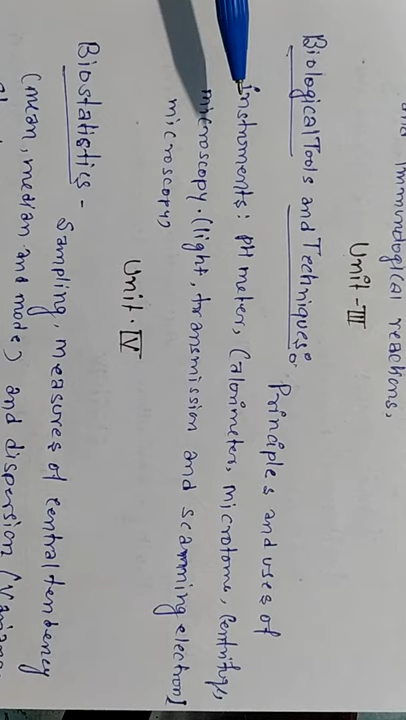 and immunological reactions,
Unit-III
Biological Tools and Techniques: Principles and uses of
instruments: pH meter, Calorimeter, microtome, Centrifuge,
microscopy. (light, transmission and scanning electron
microscopy)
Unit. IV
Biostatistics - Sampling, measures of Central tendency
(mean, median and mode) and dispersion (